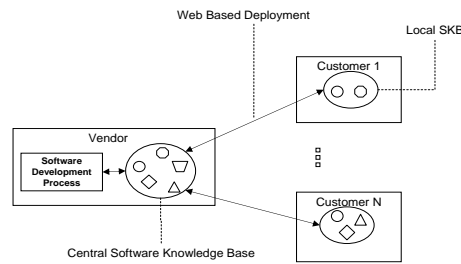 Web Based Deployment
Local SKB
Customer 1
Vendor
Software
Development
Process
Customer N
Central Software Knowledge Base